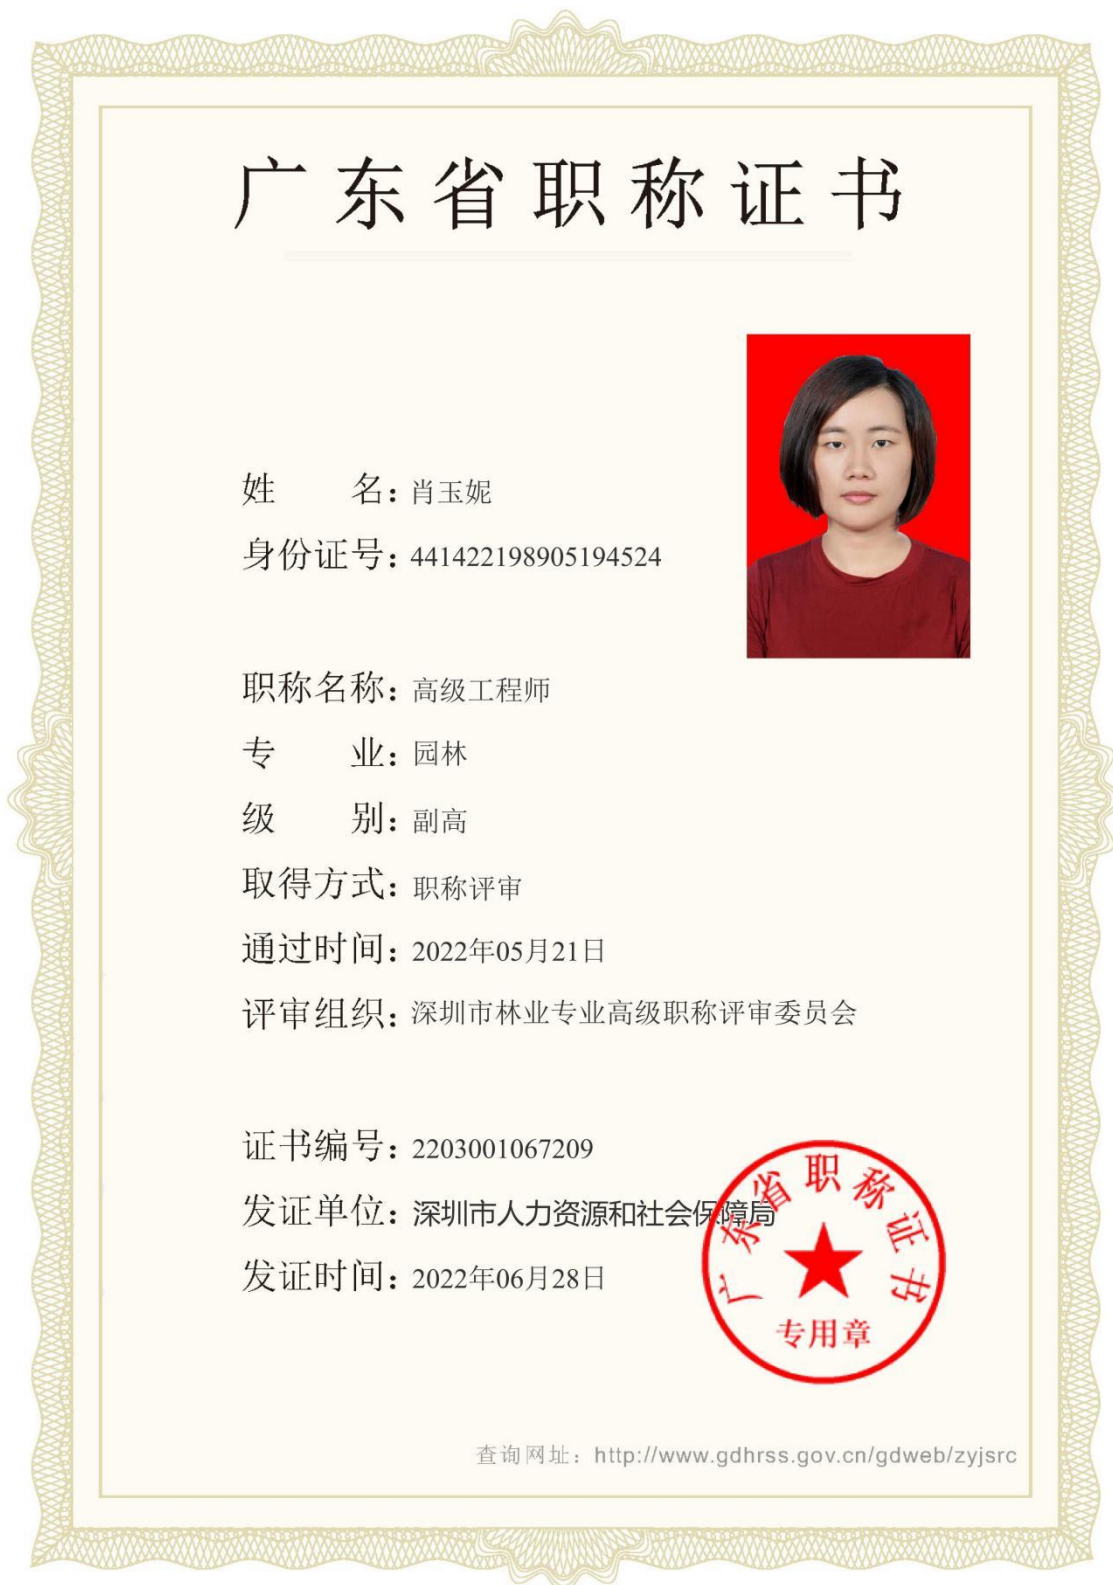 广东省职称证书
姓 名：肖玉妮
身份证号：441422198905194524
职称名称：高级工程师
专 业：园林
级 别：副高
取得方式：职称评审
通过时间：2022年05月21日
评审组织：深圳市林业专业高级职称评审委员会
证书编号：2203001067209
发证单位：深圳市人力资源和社会保障局
发证时间：2022年06月28日
广东省职称证书
专用章
查询网址：http://www.gdhrss.gov.cn/gdweb/zyjsrc